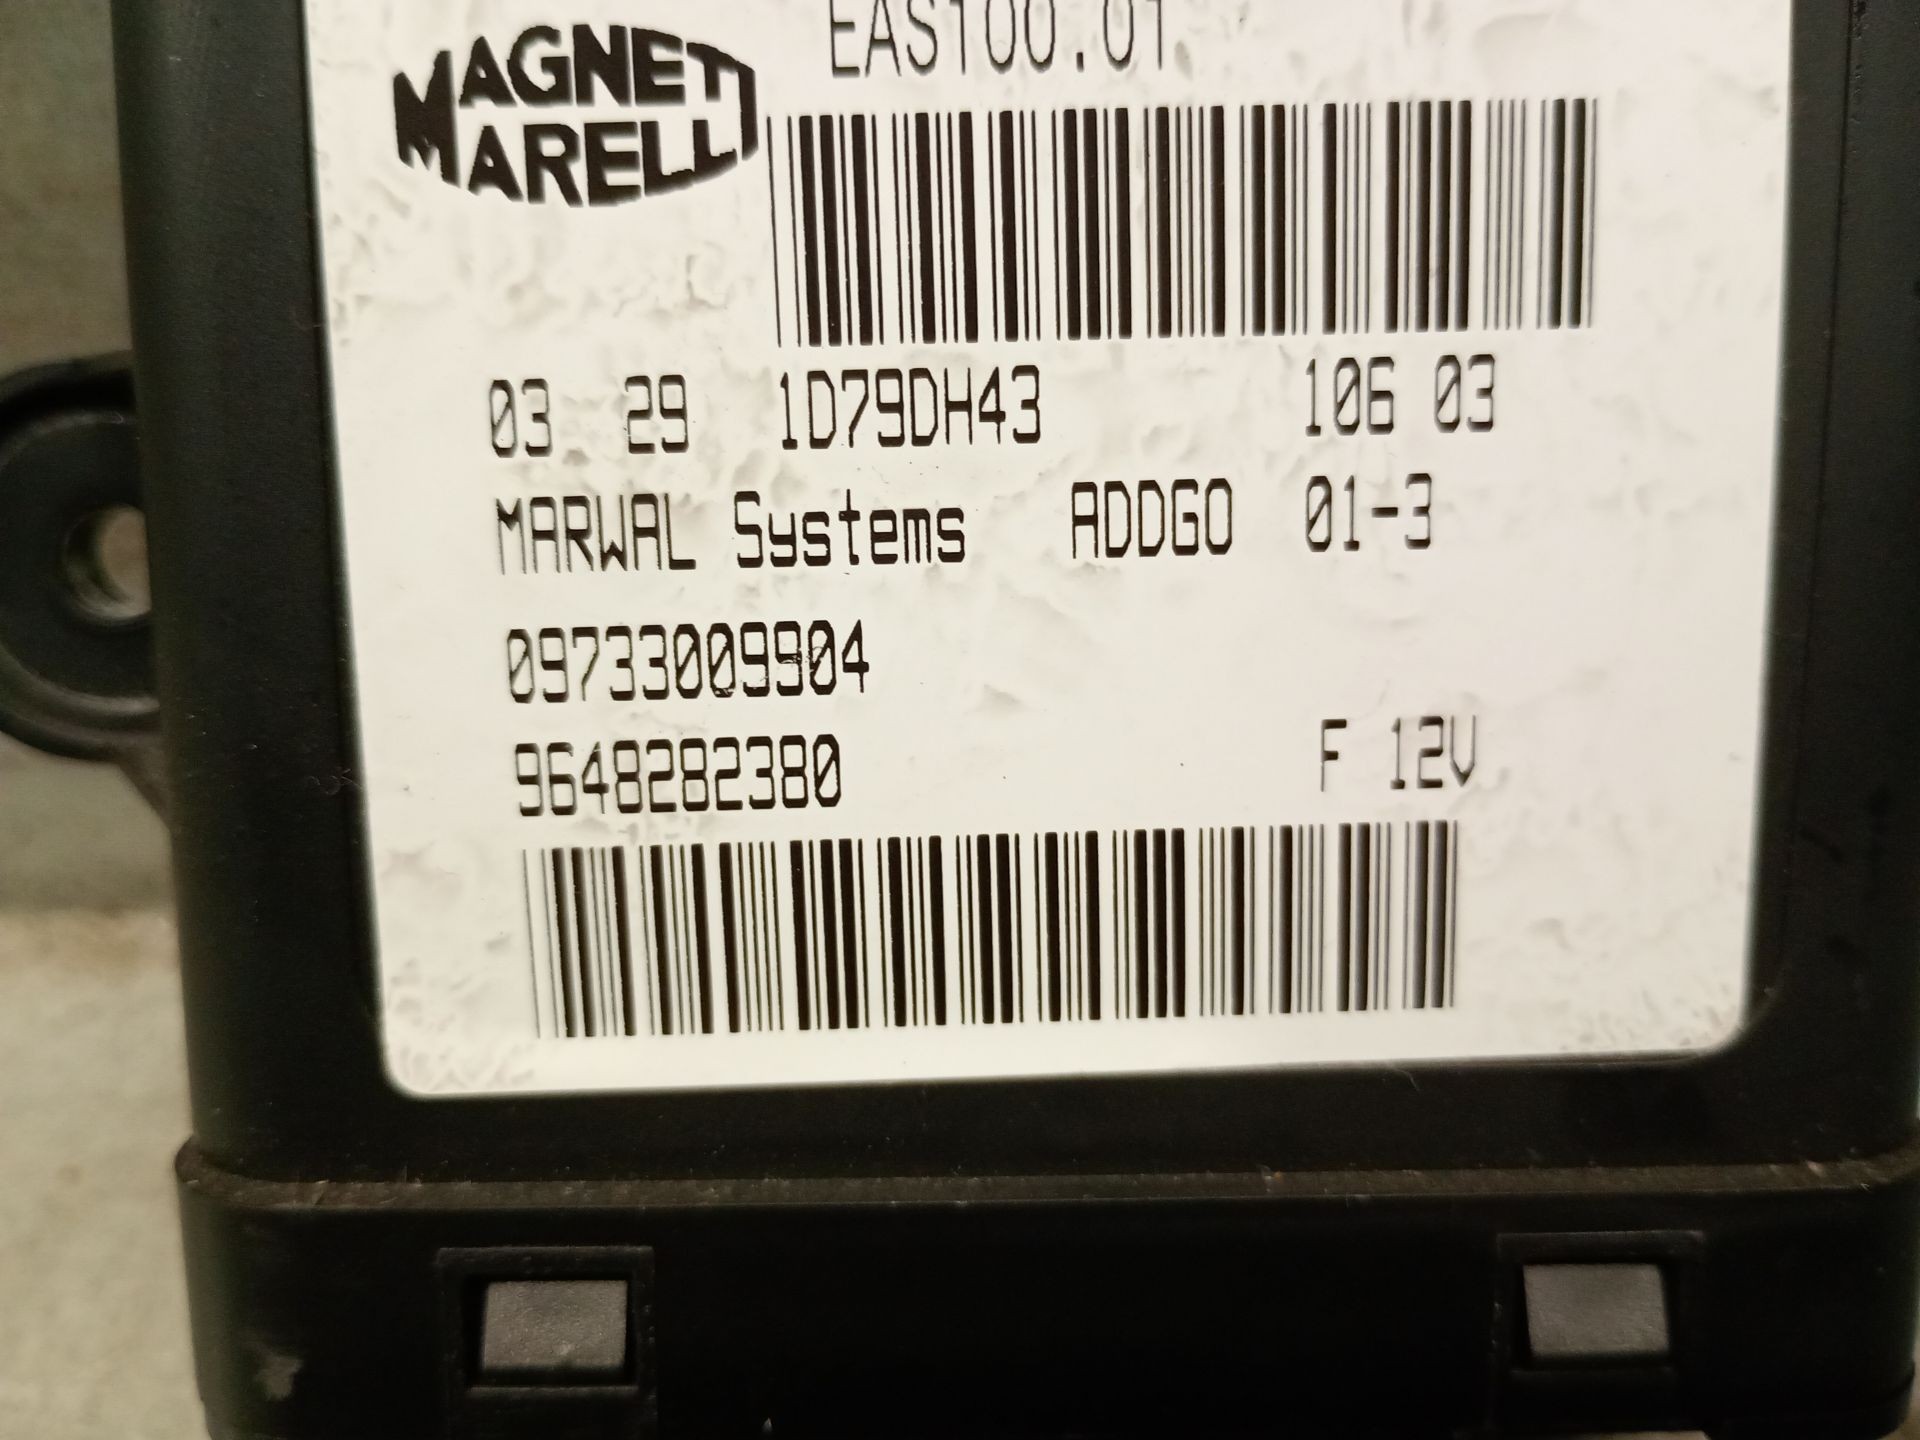 EAS100.01
MAGNETI
MARELLI
03 29 1D79DH43 106 03
MARWAL Systems ADDGO 01-3
09733009904
9648282380 F 12V